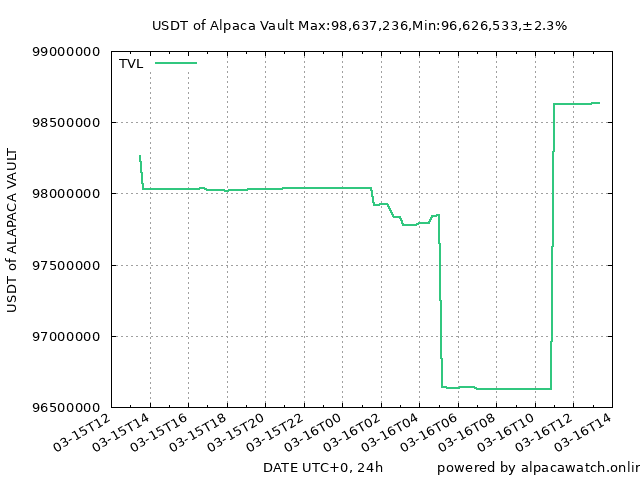 USDT of Alpaca Vault Max:98,637,236,Min:96,626,533,±2.3%
TVL
99000000
98500000
98000000
97500000
97000000
96500000
USDT of ALAPACA VAULT
03-15T12
03-15T14
03-15T16
03-15T18
03-15T20
03-15T22
03-16T00
03-16T02
03-16T04
03-16T06
03-16T08
03-16T10
03-16T12
03-16T14
DATE UTC+0, 24h
powered by alpacawatch.onlin